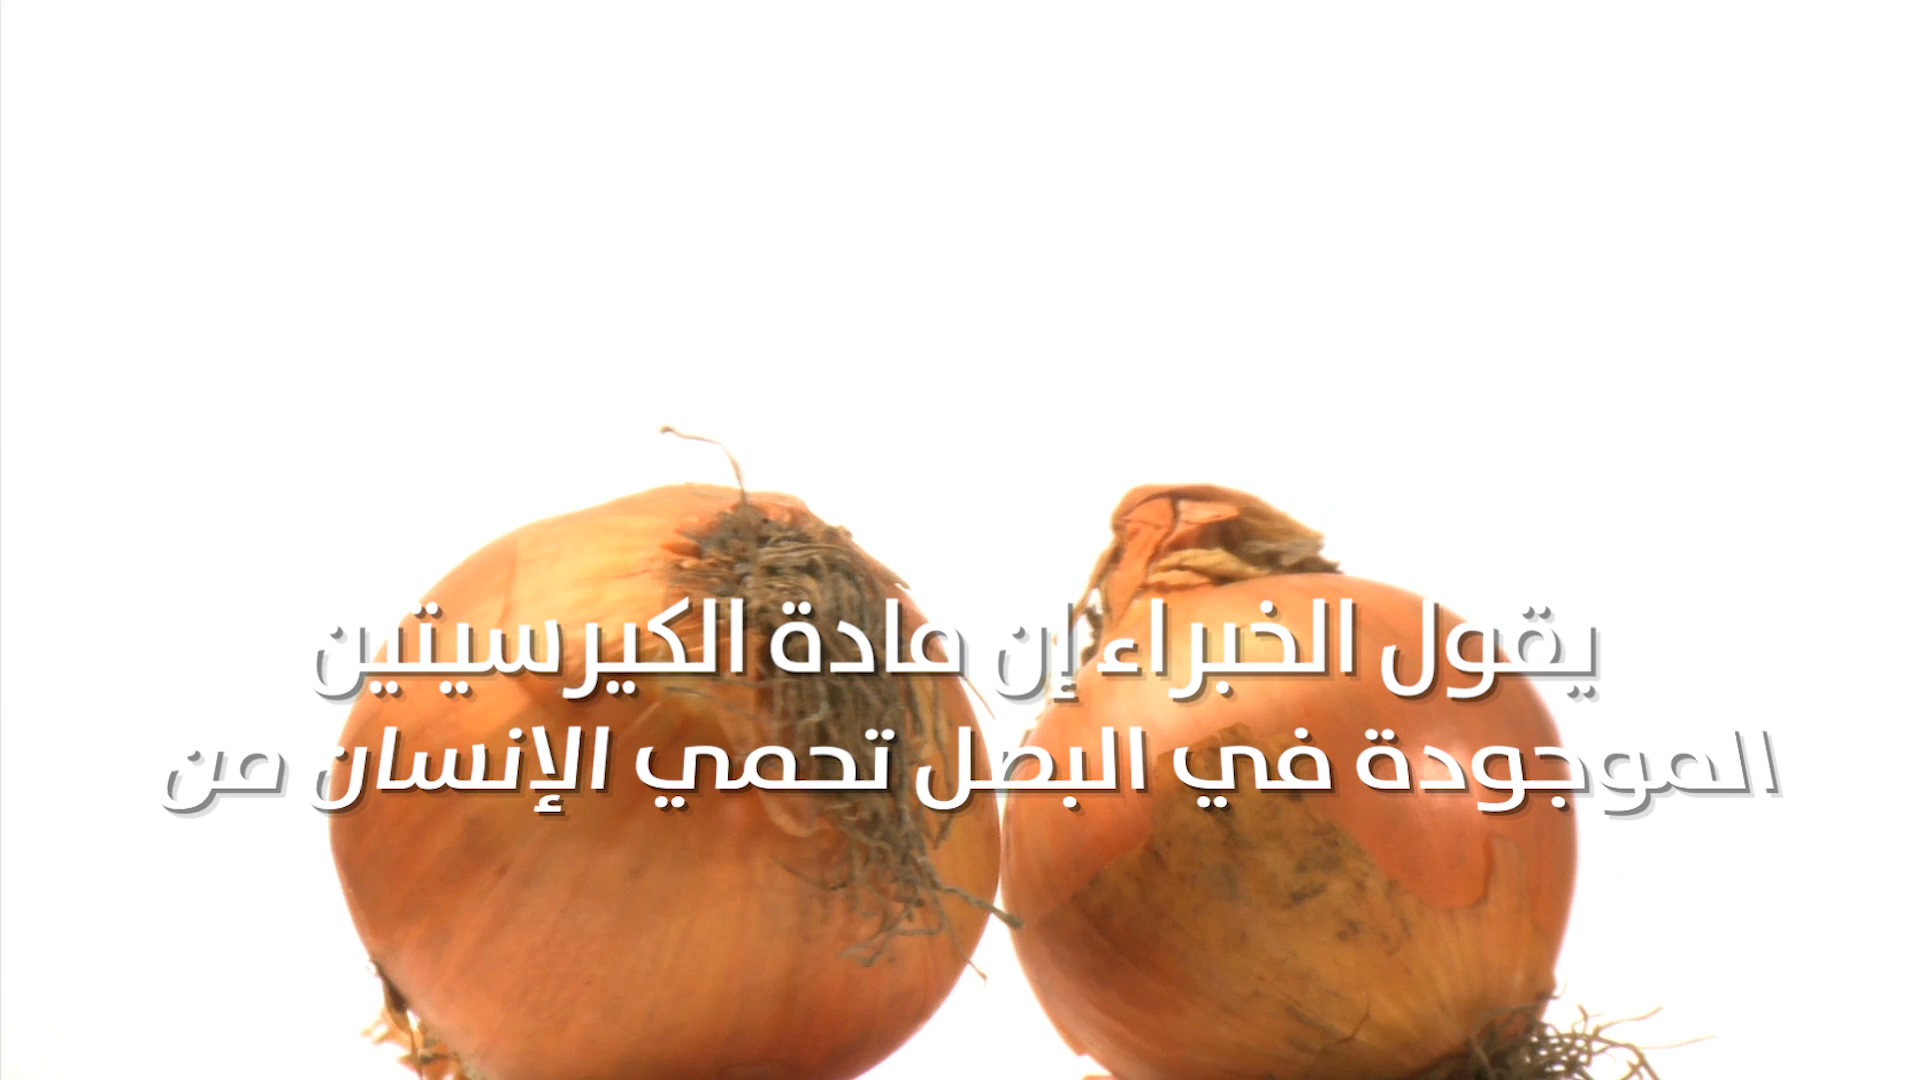 يقول الخبراء إن مادة الكيرسيتين
الموجودة في البصل تحمي الإنسان من